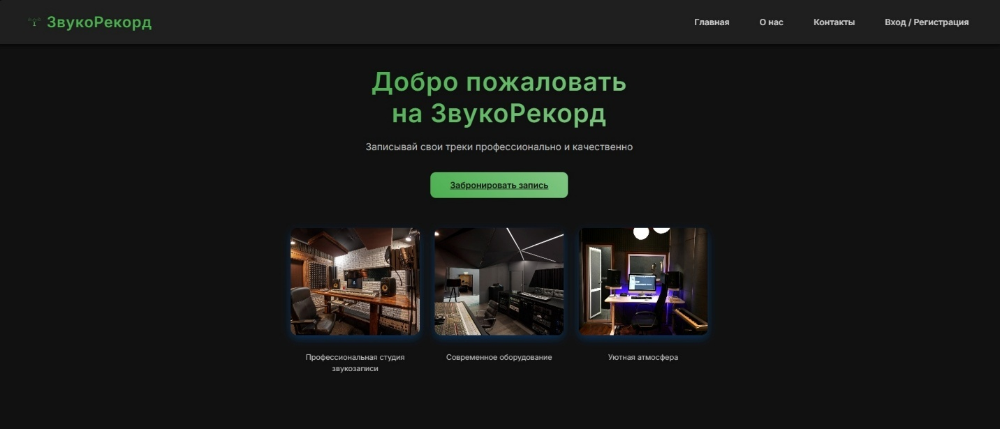 ЗвукоРекорд
Главная
О нас
Контакты
Вход / Регистрация
Добро пожаловать
на ЗвукоРекорд
Записывай свои треки профессионально и качественно
Забронировать запись
Профессиональная студия
звукозаписи
Современное оборудование
Уютная атмосфера